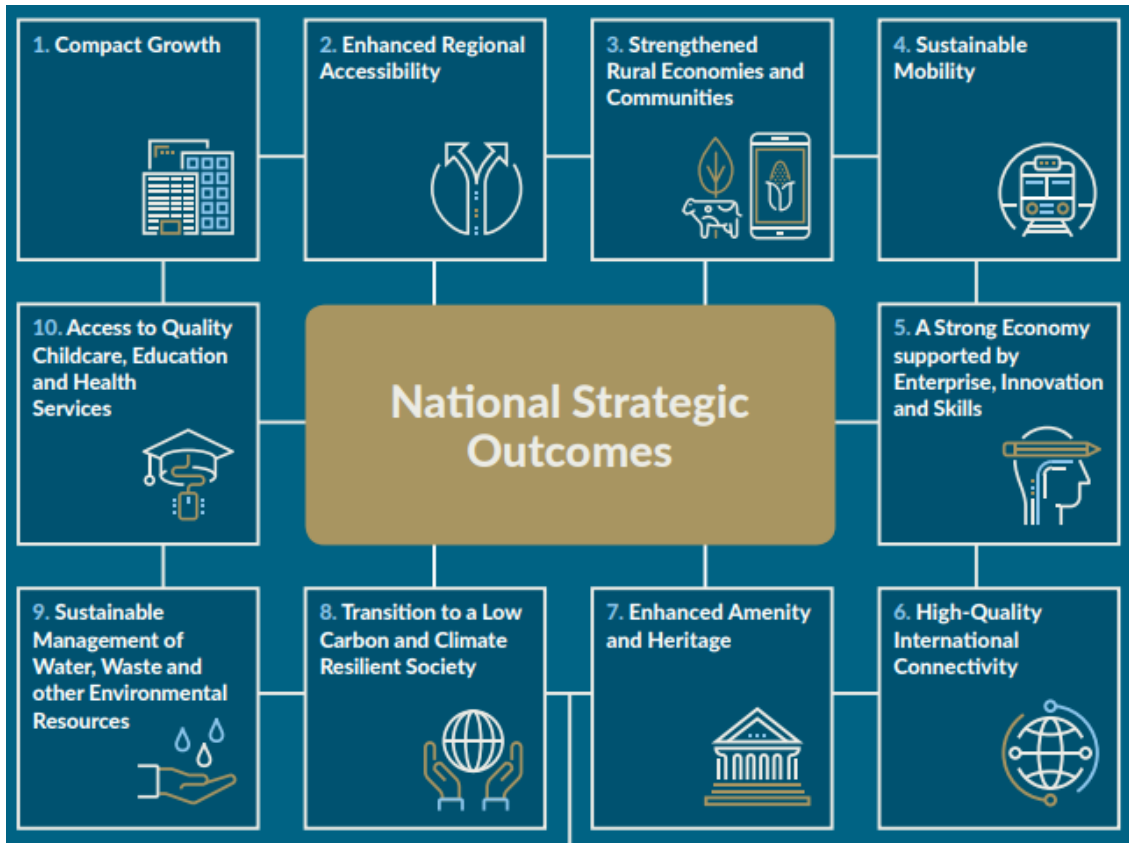 1. Compact Growth
2. Enhanced Regional
Accessibility
3. Strengthened
Rural Economies and
Communities
4. Sustainable
Mobility
10. Access to Quality
Childcare, Education
and Health
Services
National Strategic
Outcomes
5. A Strong Economy
supported by
Enterprise, Innovation
and Skills
9. Sustainable
Management of
Water, Waste and
other Environmental
Resources
8. Transition to a Low
Carbon and Climate
Resilient Society
7. Enhanced Amenity
and Heritage
6. High-Quality
International
Connectivity